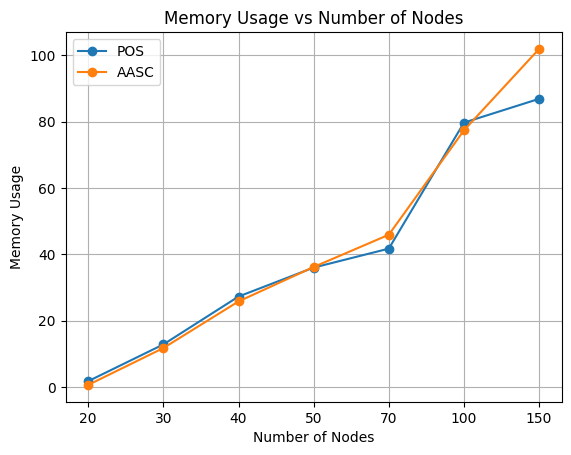 Memory Usage vs Number of Nodes
POS
AASC
Memory Usage
100
80
60
40
20
0
20 30 40 50 70 100 150
Number of Nodes